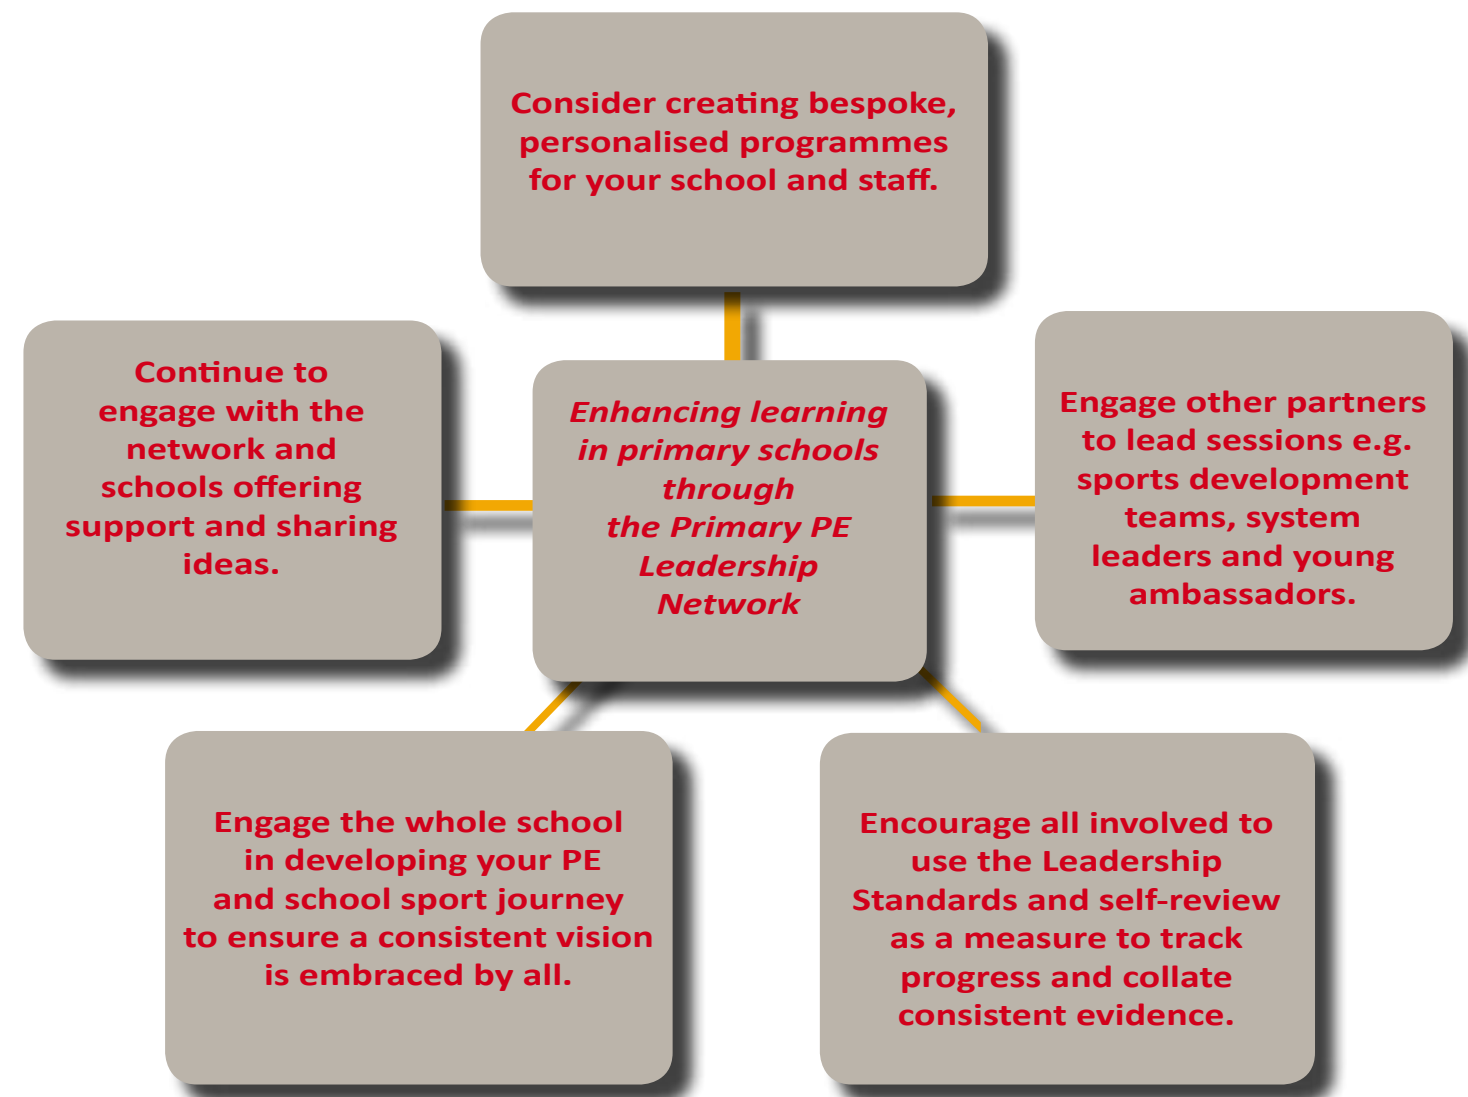 Consider creating bespoke,
personalised programmes
for your school and staff.
Continue to
engage with the
network and
schools offering
support and sharing
ideas.
Enhancing learning
in primary schools
through
the Primary PE
Leadership
Network
Engage other partners
to lead sessions e.g.
sports development
teams, system
leaders and young
ambassadors.
Engage the whole school
in developing your PE
and school sport journey
to ensure a consistent vision
is embraced by all.
Encourage all involved to
use the Leadership
Standards and self-review
as a measure to track
progress and collate
consistent evidence.